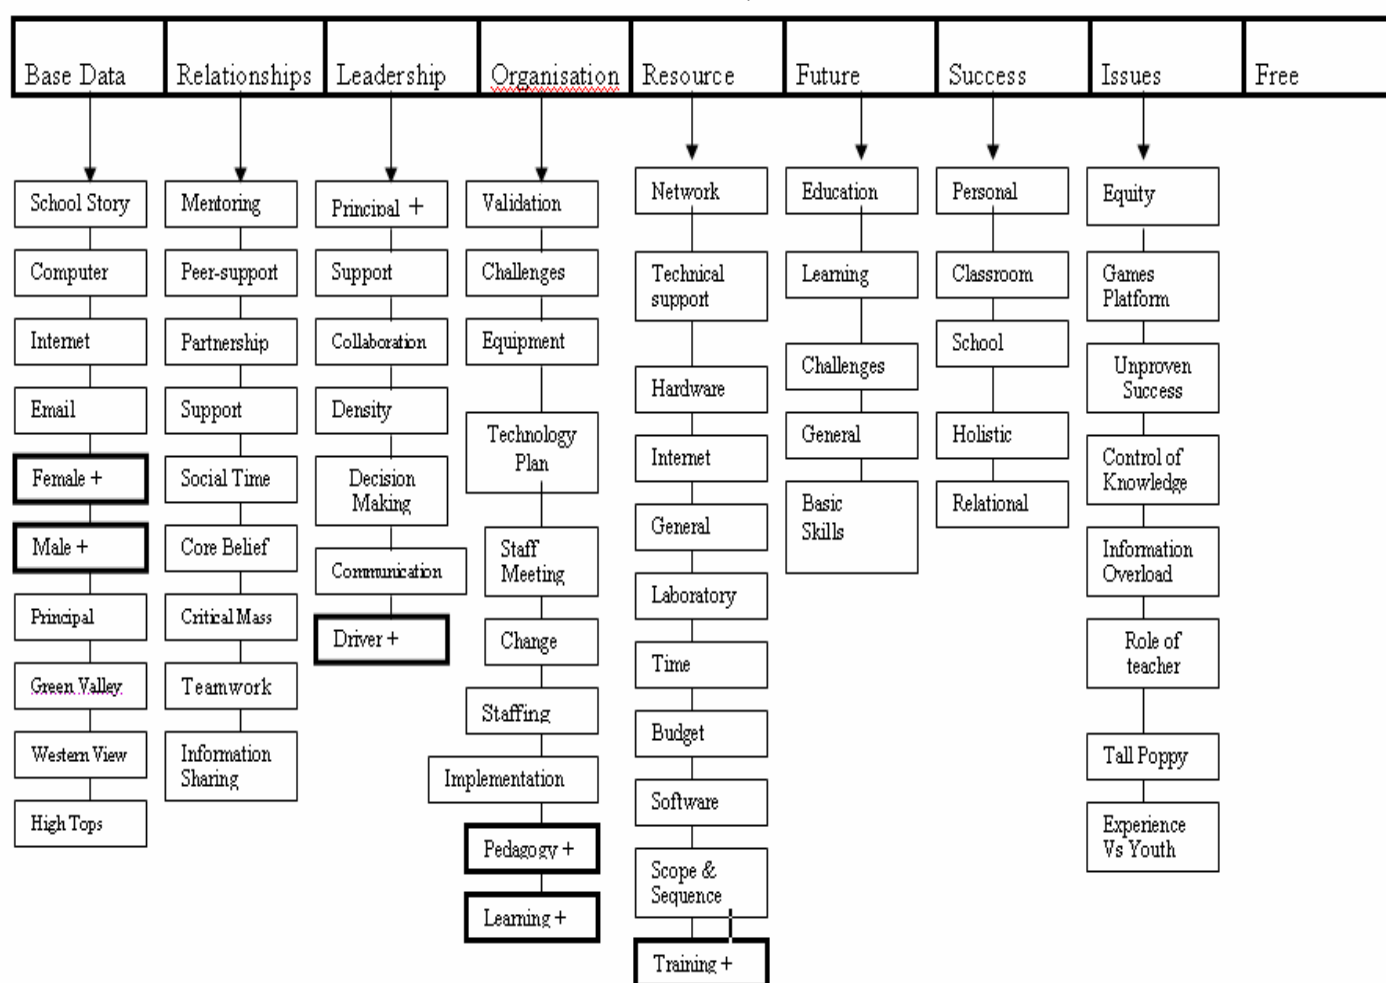 Base Data
Relationships
Leadership
Organisation
Resource
Future
Success
Issues
Free
School Story
Computer
Internet
Email
Female +
Male +
Principal
Green Valley
Western View
High Tops
Mentoring
Peer-support
Partnership
Support
Social Time
Core Belief
Critical Mass
Teamwork
Information
Sharing
Principal +
Support
Collaboration
Density
Decision
Making
Communication
Driver +
Validation
Challenges
Equipment
Technology
Plan
Staff
Meeting
Change
Staffing
Implementation
Pedagogy +
Learning +
Network
Technical
support
Hardware
Internet
General
Laboratory
Time
Budget
Software
Scope &
Sequence
Training +
Education
Learning
Challenges
General
Basic
Skills
Personal
Classroom
School
Holistic
Relational
Equity
Games
Platform
Unproven
Success
Control of
Knowledge
Information
Overload
Role of
teacher
Tall Poppy
Experience
Vs Youth